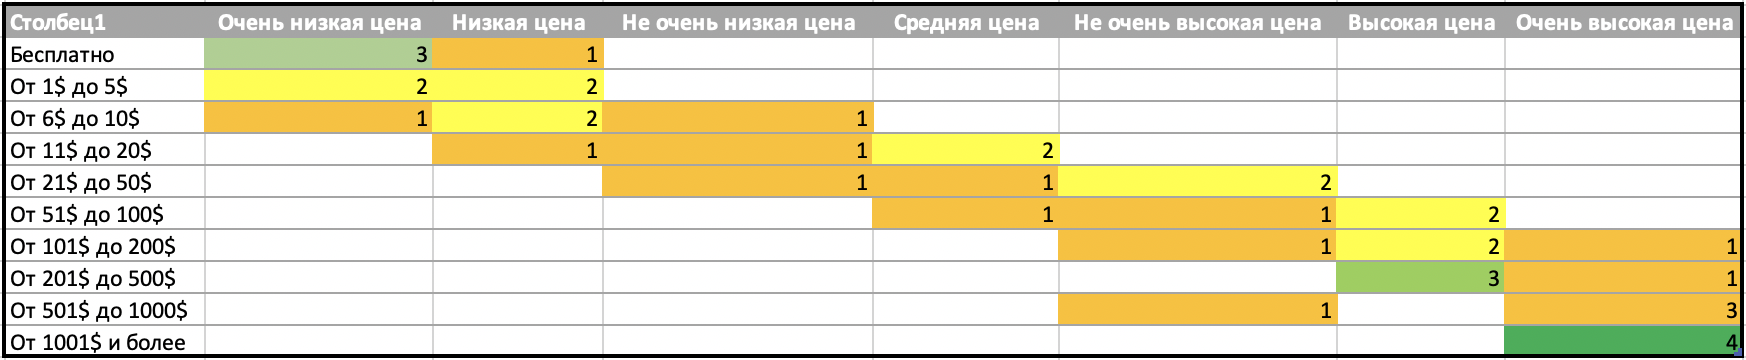 Столбец1 Очень низкая цена Низкая цена Не очень низкая цена Средняя цена Не очень высокая цена Высокая цена Очень высокая цена
Бесплатно 3 1
От 1$ до 5$ 2 2
От 6$ до 10$ 1 2 1
От 11$ до 20$ 1 1 2
От 21$ до 50$ 1 1 2
От 51$ до 100$ 1 1 2
От 101$ до 200$ 1 2 1
От 201$ до 500$ 3 1
От 501$ до 1000$ 1 3
От 1001$ и более 4